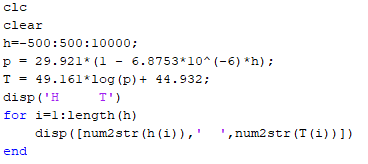 clc
clear
h=-500:500:10000;
p = 29.921*(1 - 6.8753*10^(-6)*h);
T = 49.161*log(p)+ 44.932;
disp('H     T')
for i=1:length(h)
    disp([num2str(h(i)),'  ',num2str(T(i))])
end